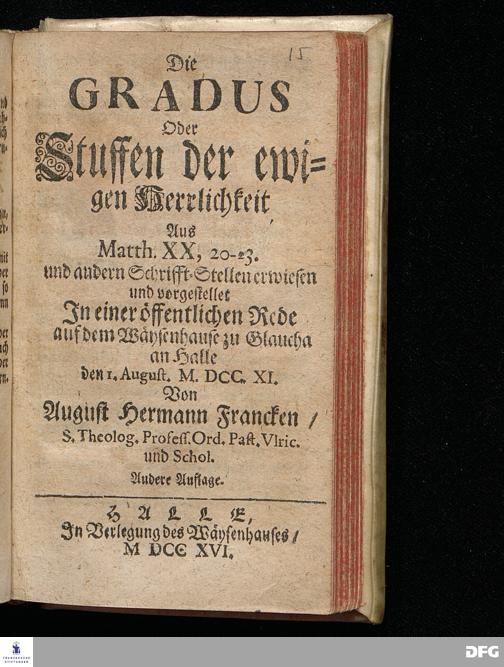 15
Die
GRADUS
Oder
Stuffen der ewi-
gen Herrlichkeit
Aus
Matth. XX, 20-23.
und andern Schrifft-Stellen erwiesen
und vorgestellet
In einer öffentlichen Rede
auf dem Wäysenhause zu Glaucha
an Halle
den 1. August. M. DCC. XI.
Von
August Hermann Francken /
S. Theolog. Profess. Ord. Past. Vlric.
und Schol.
Andere Auflage.
HALLE,
In Verlegung des Wäysenhauses /
M DCC XVI.
FRANCKESCHE
STIFTUNGEN
DFG